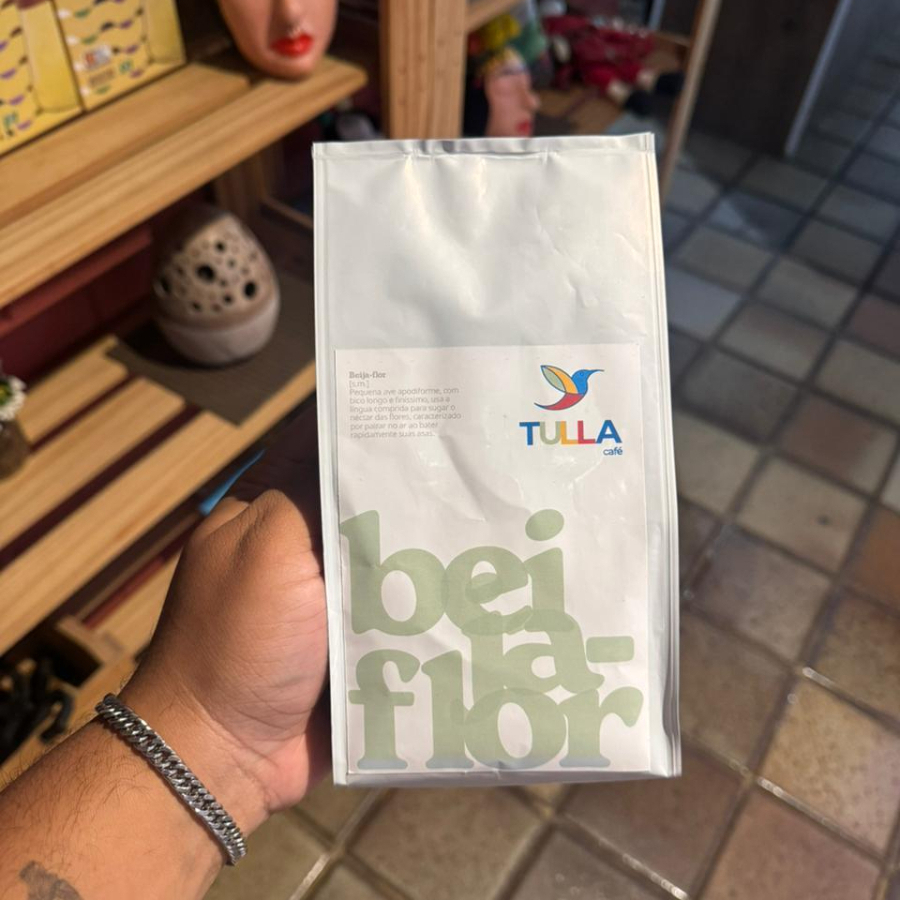 Beija-flor
[s.m.]
Pequena ave apodiforme, com
bico longo e finíssimo, usa a
língua comprida para sugar o
néctar das flores, caracterizado
por pairar no ar ao bater
rapidamente suas asas.
TULLA
café
bei
ja-
flor